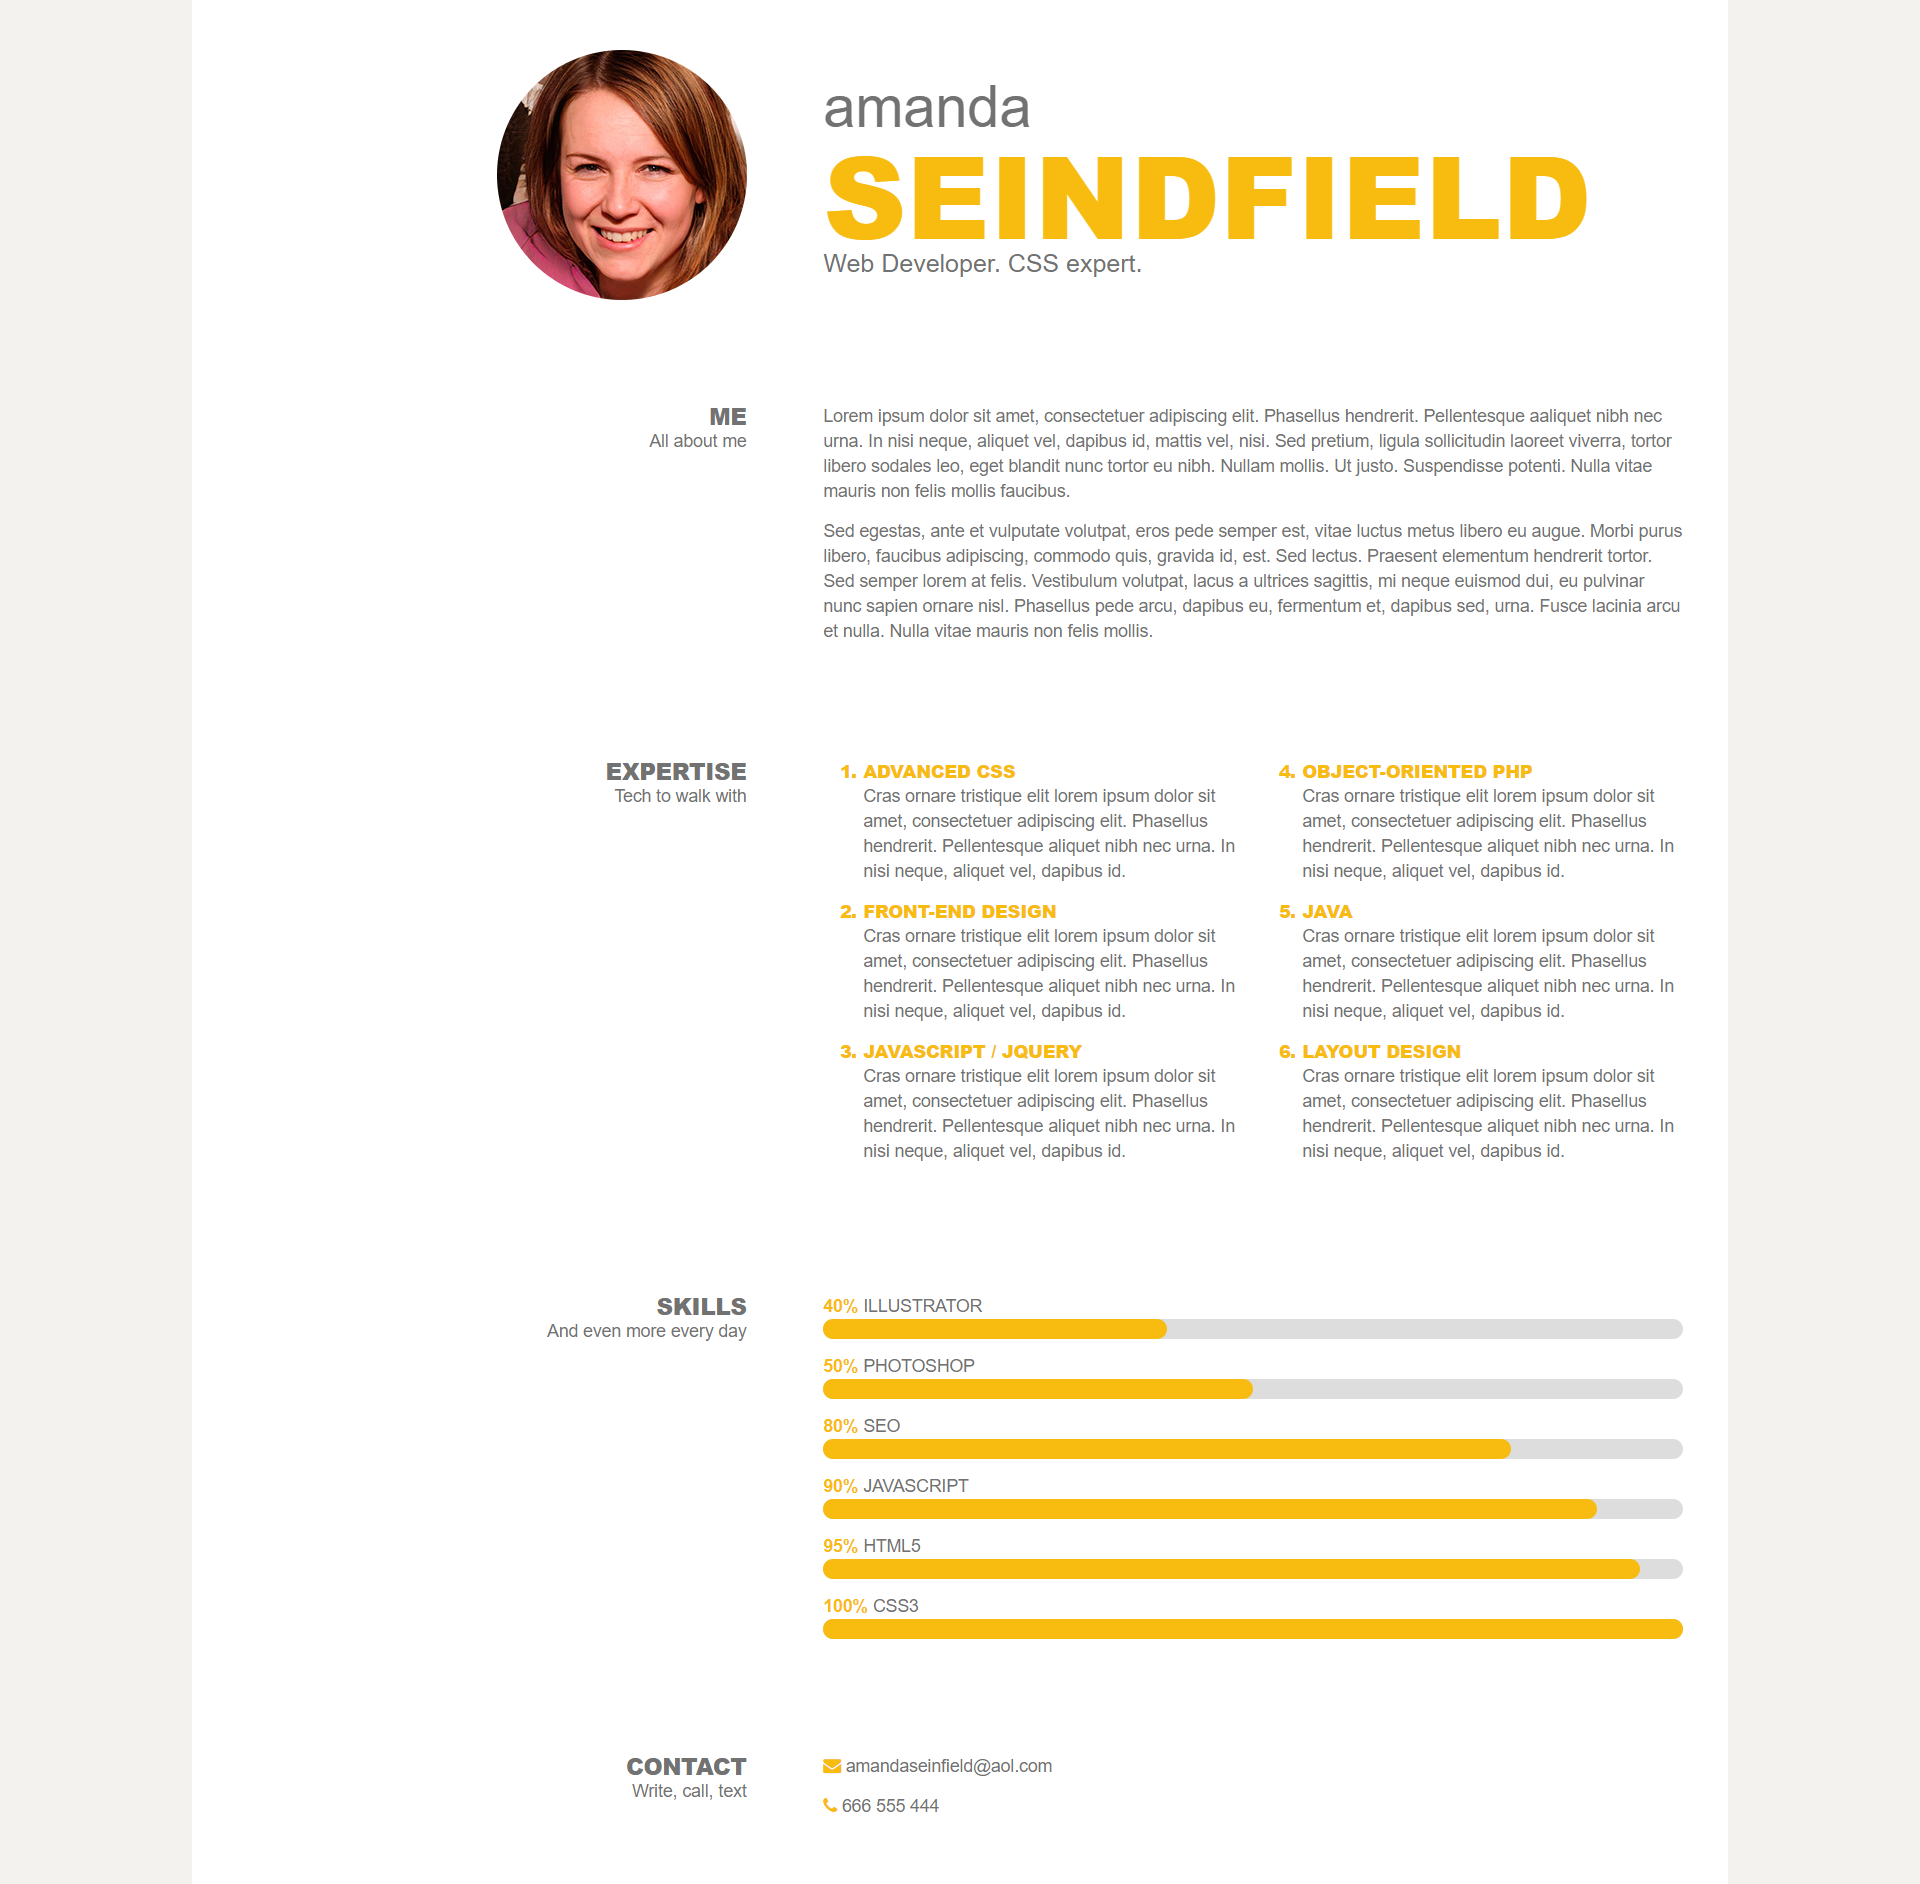 amanda
SEINDFIELD
Web Developer. CSS expert.
ME
All about me
Lorem ipsum dolor sit amet, consectetuer adipiscing elit. Phasellus hendrerit. Pellentesque aaliquet nibh nec
urna. In nisi neque, aliquet vel, dapibus id, mattis vel, nisi. Sed pretium, ligula sollicitudin laoreet viverra, tortor
libero sodales leo, eget blandit nunc tortor eu nibh. Nullam mollis. Ut justo. Suspendisse potenti. Nulla vitae
mauris non felis mollis faucibus.
Sed egestas, ante et vulputate volutpat, eros pede semper est, vitae luctus metus libero eu augue. Morbi purus
libero, faucibus adipiscing, commodo quis, gravida id, est. Sed lectus. Praesent elementum hendrerit tortor.
Sed semper lorem at felis. Vestibulum volutpat, lacus a ultrices sagittis, mi neque euismod dui, eu pulvinar
nunc sapien ornare nisl. Phasellus pede arcu, dapibus eu, fermentum et, dapibus sed, urna. Fusce lacinia arcu
et nulla. Nulla vitae mauris non felis mollis.
EXPERTISE
Tech to walk with
1. ADVANCED CSS
Cras ornare tristique elit lorem ipsum dolor sit
amet, consectetuer adipiscing elit. Phasellus
hendrerit. Pellentesque aliquet nibh nec urna. In
nisi neque, aliquet vel, dapibus id.
2. FRONT-END DESIGN
Cras ornare tristique elit lorem ipsum dolor sit
amet, consectetuer adipiscing elit. Phasellus
hendrerit. Pellentesque aliquet nibh nec urna. In
nisi neque, aliquet vel, dapibus id.
3. JAVASCRIPT / JQUERY
Cras ornare tristique elit lorem ipsum dolor sit
amet, consectetuer adipiscing elit. Phasellus
hendrerit. Pellentesque aliquet nibh nec urna. In
nisi neque, aliquet vel, dapibus id.
4. OBJECT-ORIENTED PHP
Cras ornare tristique elit lorem ipsum dolor sit
amet, consectetuer adipiscing elit. Phasellus
hendrerit. Pellentesque aliquet nibh nec urna. In
nisi neque, aliquet vel, dapibus id.
5. JAVA
Cras ornare tristique elit lorem ipsum dolor sit
amet, consectetuer adipiscing elit. Phasellus
hendrerit. Pellentesque aliquet nibh nec urna. In
nisi neque, aliquet vel, dapibus id.
6. LAYOUT DESIGN
Cras ornare tristique elit lorem ipsum dolor sit
amet, consectetuer adipiscing elit. Phasellus
hendrerit. Pellentesque aliquet nibh nec urna. In
nisi neque, aliquet vel, dapibus id.
SKILLS
And even more every day
40% ILLUSTRATOR
50% PHOTOSHOP
80% SEO
90% JAVASCRIPT
95% HTML5
100% CSS3
CONTACT
Write, call, text
amandaseinfield@aol.com
666 555 444